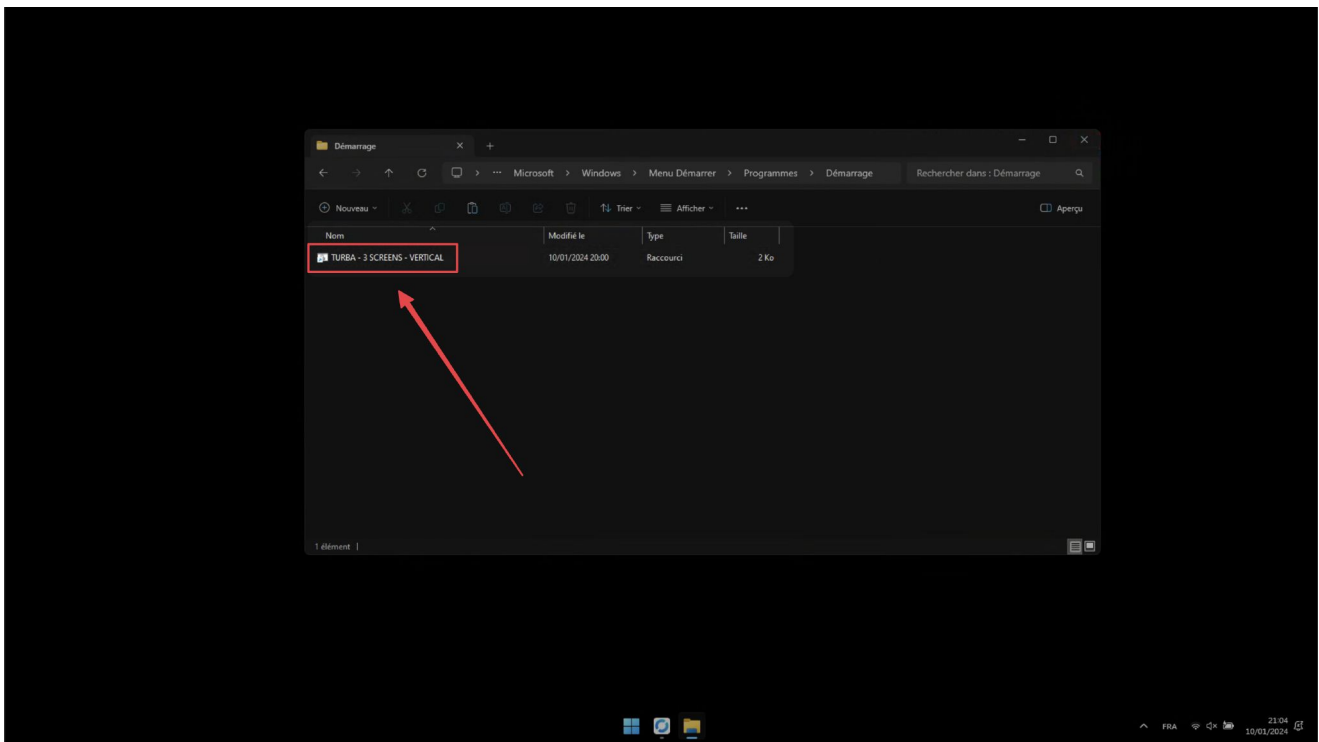 Démarrage
Microsoft > Windows > Menu Démarrer > Programmes > Démarrage
Rechercher dans : Démarrage
Nouveau
Trier
Afficher
Aperçu
Nom Modifié le Type Taille
TURBA - 3 SCREENS - VERTICAL 10/01/2024 20:00 Raccourci 2 Ko
1 élément
FRA
21:04
10/01/2024